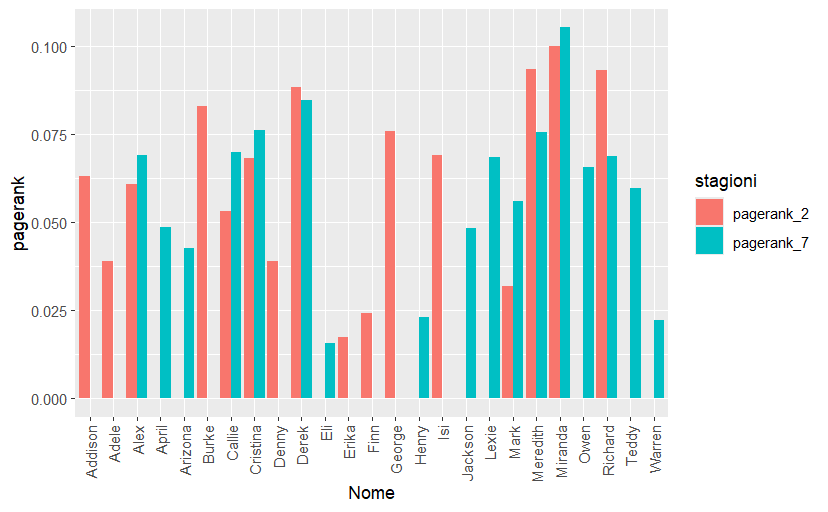 0.100
0.075
0.050
0.025
0.000
pagerank
Addison
Adele
Alex
April
Arizona
Burke
Callie
Cristina
Denny
Derek
Eli
Erika
Finn
George
Henry
Isi
Jackson
Lexie
Mark
Meredith
Miranda
Owen
Richard
Teddy
Warren
Nome
stagioni
pagerank_2
pagerank_7